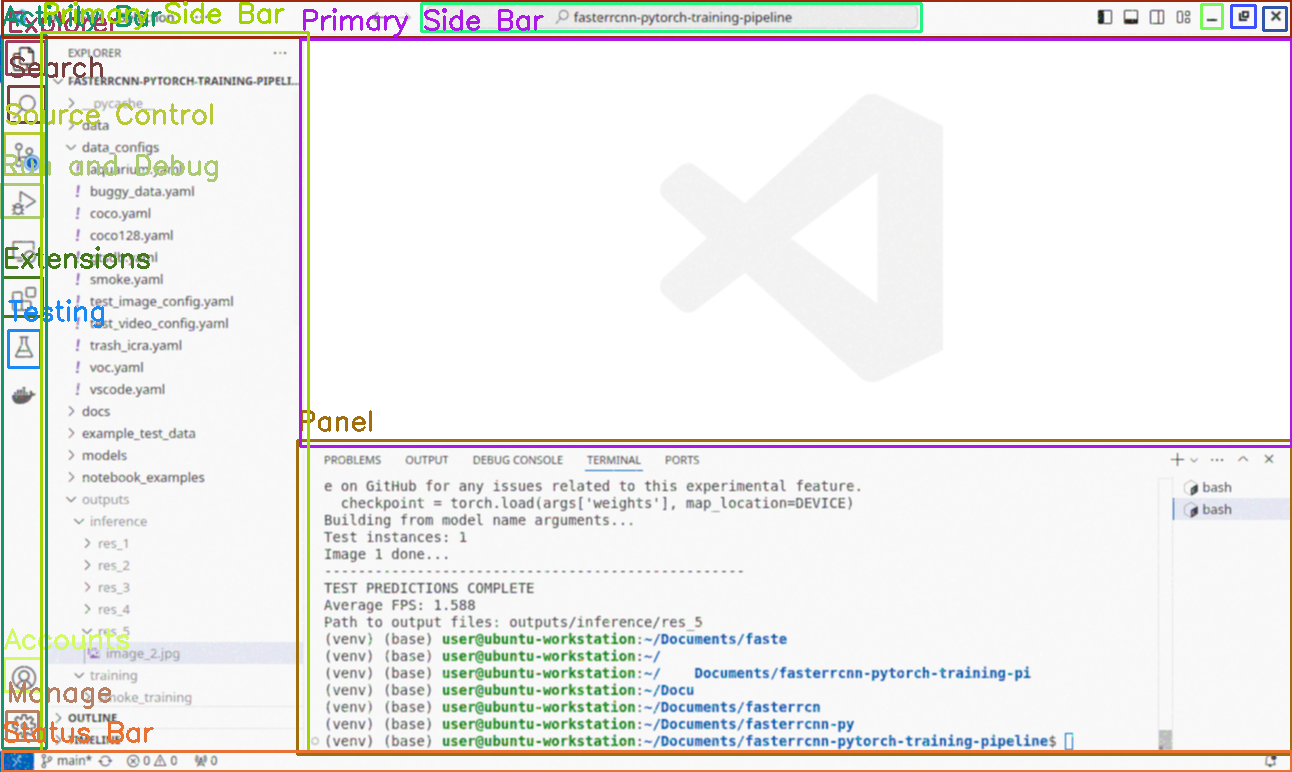 Activity Bar
Primary Side Bar
Primary Side Bar
fasterrcnn-pytorch-training-pipeline
Explorer
EXPLORER
Search
FASTERRCNN-PYTORCH-TRAINING-PIPELI...
__pycache__
Source Control
data
data_configs
Run and Debug
aquarium.yaml
buggy_data.yaml
coco.yaml
coco128.yaml
Extensions
smoke.yaml
test_image_config.yaml
Testing
test_video_config.yaml
trash_icra.yaml
voc.yaml
vscode.yaml
docs
example_test_data
models
notebook_examples
outputs
inference
res_1
res_2
res_3
res_4
res_5
Accounts
image_2.jpg
training
Manage
smoke_training
OUTLINE
TIMELINE
Status Bar
main*
0
0
0
Panel
PROBLEMS OUTPUT DEBUG CONSOLE TERMINAL PORTS
e on GitHub for any issues related to this experimental feature.
checkpoint = torch.load(args['weights'], map_location=DEVICE)
Building from model name arguments...
Test instances: 1
Image 1 done...
--------------------------------------------------
TEST PREDICTIONS COMPLETE
Average FPS: 1.588
Path to output files: outputs/inference/res_5
(venv) (base) user@ubuntu-workstation:~/Documents/faste
(venv) (base) user@ubuntu-workstation:~/
(venv) (base) user@ubuntu-workstation:~/ Documents/fasterrcnn-pytorch-training-pi
(venv) (base) user@ubuntu-workstation:~/Docu
(venv) (base) user@ubuntu-workstation:~/Documents/fasterrcn
(venv) (base) user@ubuntu-workstation:~/Documents/fasterrcnn-py
(venv) (base) user@ubuntu-workstation:~/Documents/fasterrcnn-pytorch-training-pipeline$
bash
bash